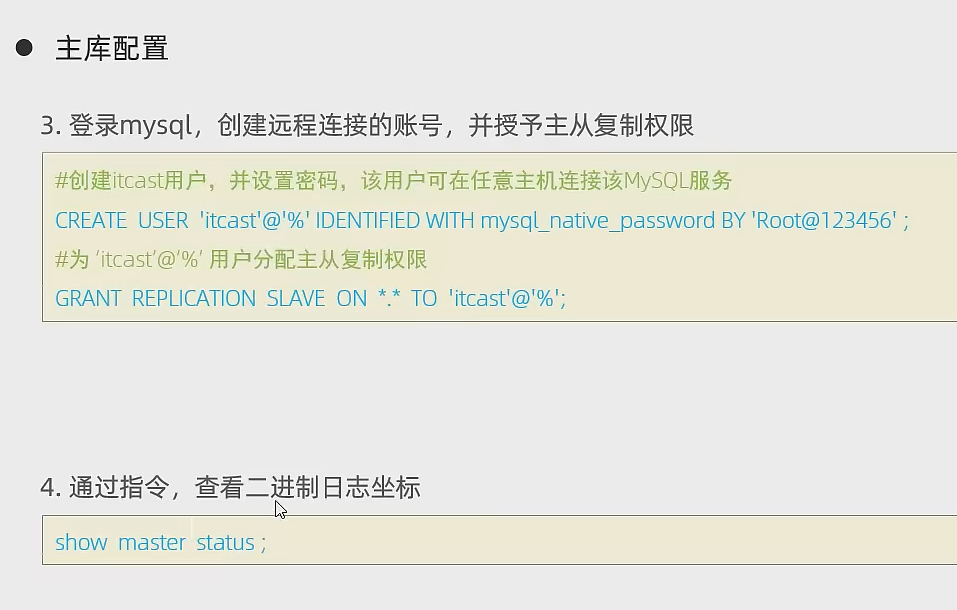 ● 主库配置
3. 登录mysql，创建远程连接的账号，并授予主从复制权限
#创建itcast用户，并设置密码，该用户可在任意主机连接该MySQL服务
CREATE USER 'itcast'@'%' IDENTIFIED WITH mysql_native_password BY 'Root@123456' ;
#为 'itcast'@'%' 用户分配主从复制权限
GRANT REPLICATION SLAVE ON *.* TO 'itcast'@'%';
4. 通过指令，查看二进制日志坐标
show master status ;